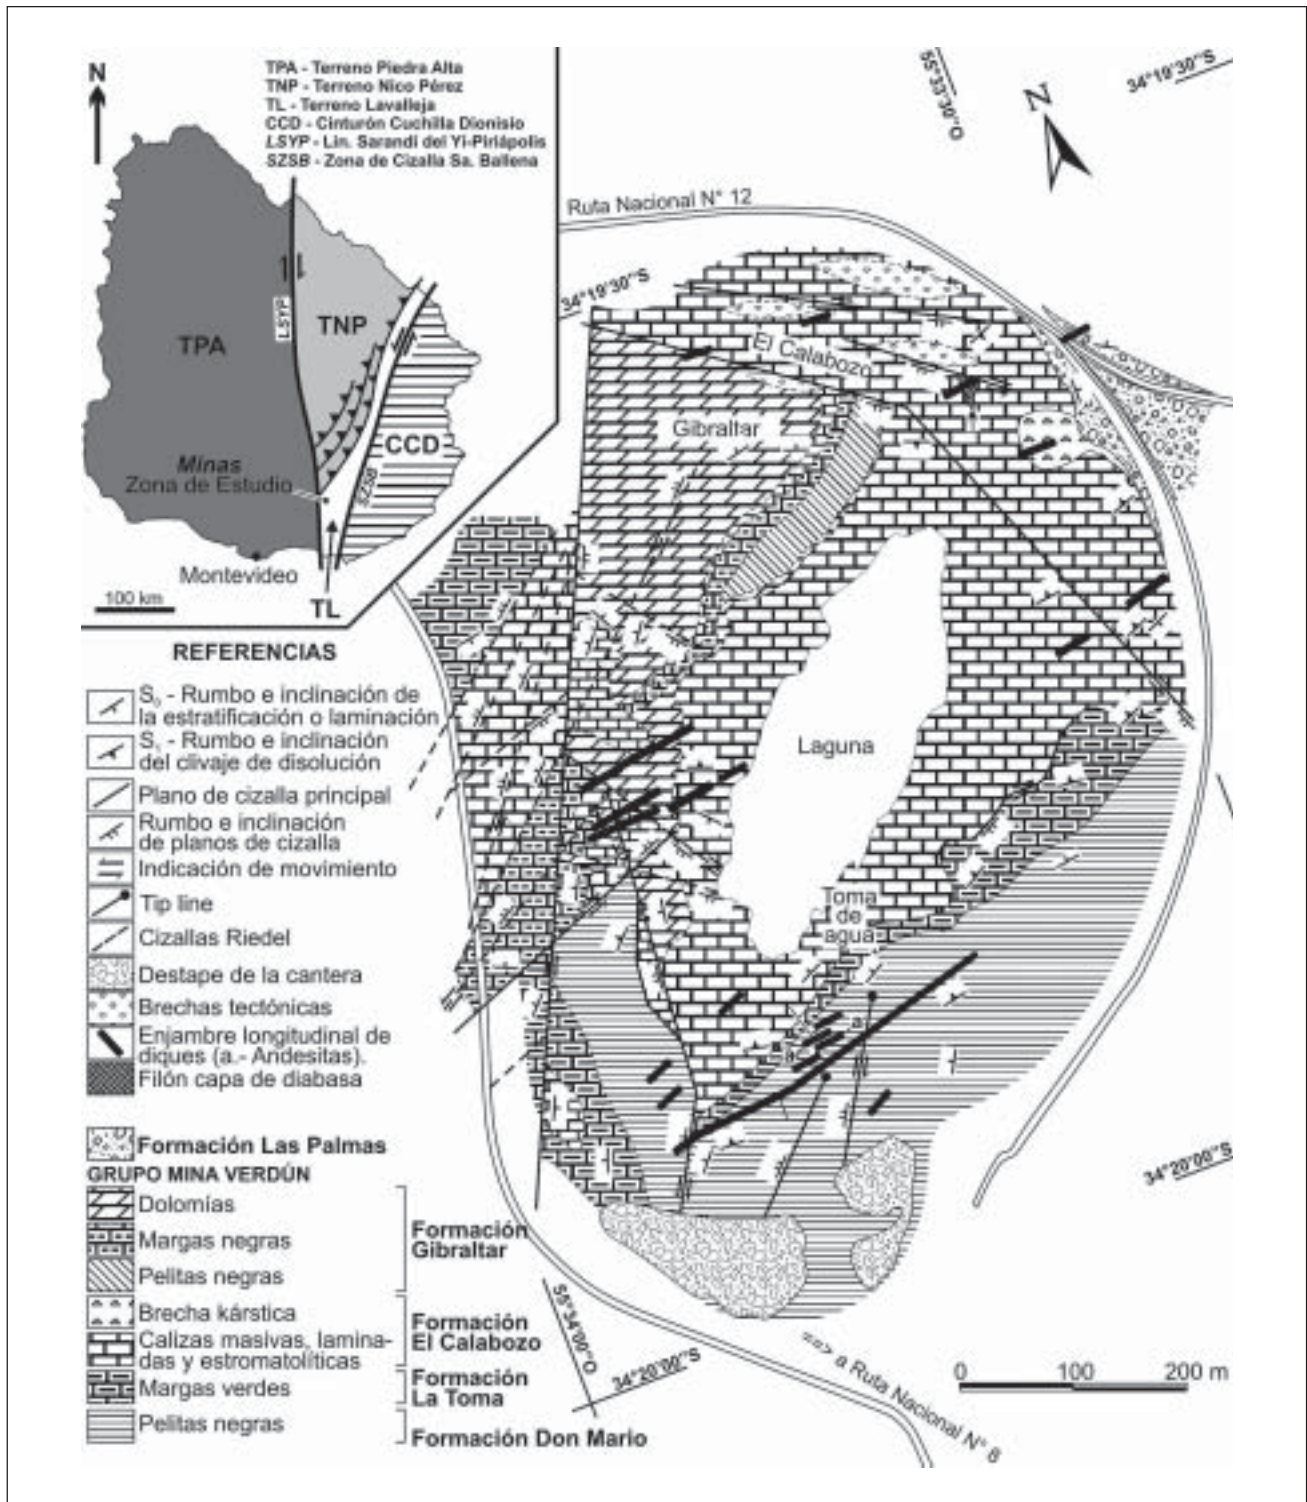 N
TPA - Terreno Piedra Alta
TNP - Terreno Nico Pérez
TL - Terreno Lavalleja
CCD - Cinturón Cuchilla Dionisio
LSYP - Lin. Sarandí del Yi-Piriápolis
SZSB - Zona de Cizalla Sa. Ballena
TPA
LSYP
TNP
CCD
SZSB
Minas
Zona de Estudio
Montevideo
100 km
TL
55°33'30''O
34°19'30''S
N
Ruta Nacional N° 12
34°19'30''S
El Calabozo
Gibraltar
Laguna
Toma
de
agua
a
a
34°20'00''S
55°34'00''O
34°20'00''S
==> a Ruta Nacional N° 8
0 100 200 m
REFERENCIAS
S0 - Rumbo e inclinación de
la estratificación o laminación
S1 - Rumbo e inclinación
del clivaje de disolución
Plano de cizalla principal
Rumbo e inclinación
de planos de cizalla
Indicación de movimiento
Tip line
Cizallas Riedel
Destape de la cantera
Brechas tectónicas
Enjambre longitudinal de
diques (a.- Andesitas).
Filón capa de diabasa
Formación Las Palmas
GRUPO MINA VERDÚN
Dolomías
Margas negras
Pelitas negras
Formación
Gibraltar
Brecha kárstica
Calizas masivas, lamina-
das y estromatolíticas
Formación
El Calabozo
Margas verdes
Formación
La Toma
Pelitas negras
Formación Don Mario